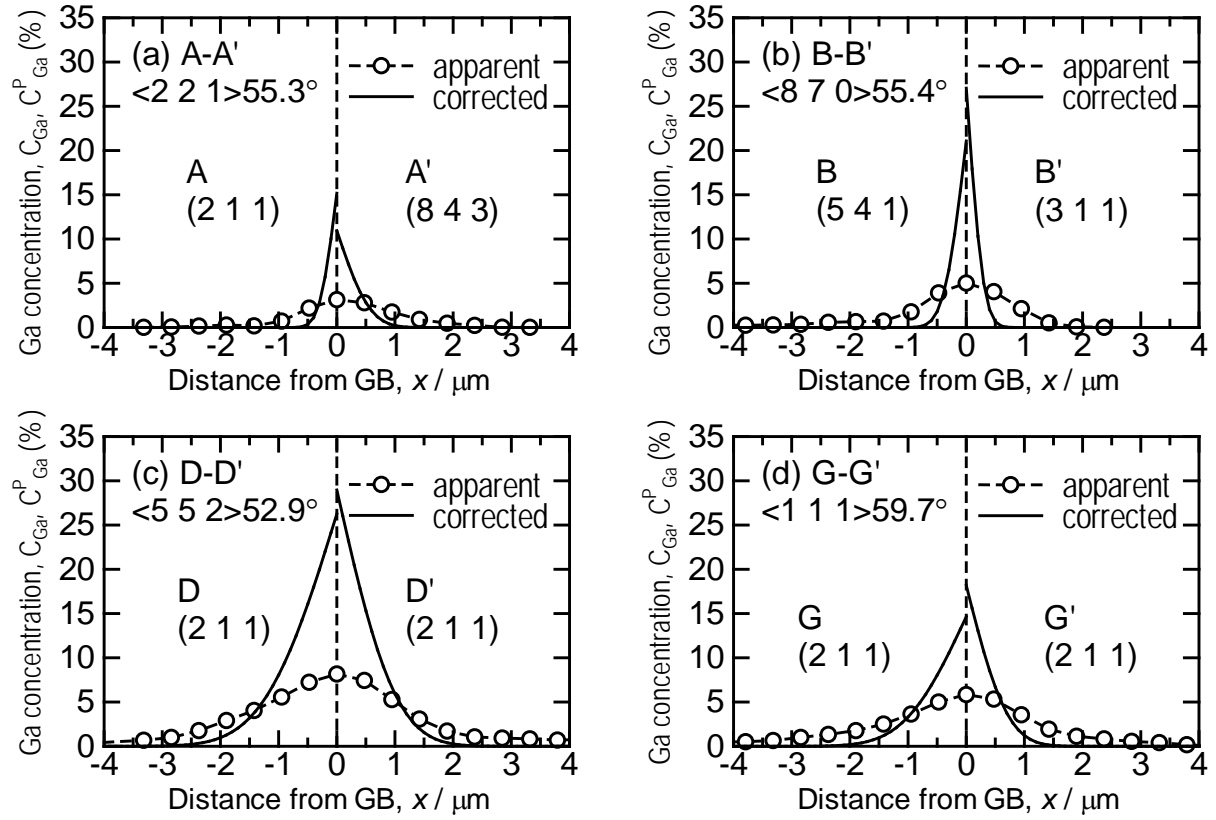 Ga concentration, C_Ga, C^P_Ga (%)
35
30
25
20
15
10
5
0
(a) A-A'
<2 2 1>55.3°
apparent
corrected
A
(2 1 1)
A'
(8 4 3)
-4 -3 -2 -1 0 1 2 3 4
Distance from GB, x / μm
Ga concentration, C_Ga, C^P_Ga (%)
35
30
25
20
15
10
5
0
(b) B-B'
<8 7 0>55.4°
apparent
corrected
B
(5 4 1)
B'
(3 1 1)
-4 -3 -2 -1 0 1 2 3 4
Distance from GB, x / μm
Ga concentration, C_Ga, C^P_Ga (%)
35
30
25
20
15
10
5
0
(c) D-D'
<5 5 2>52.9°
apparent
corrected
D
(2 1 1)
D'
(2 1 1)
-4 -3 -2 -1 0 1 2 3 4
Distance from GB, x / μm
Ga concentration, C_Ga, C^P_Ga (%)
35
30
25
20
15
10
5
0
(d) G-G'
<1 1 1>59.7°
apparent
corrected
G
(2 1 1)
G'
(2 1 1)
-4 -3 -2 -1 0 1 2 3 4
Distance from GB, x / μm